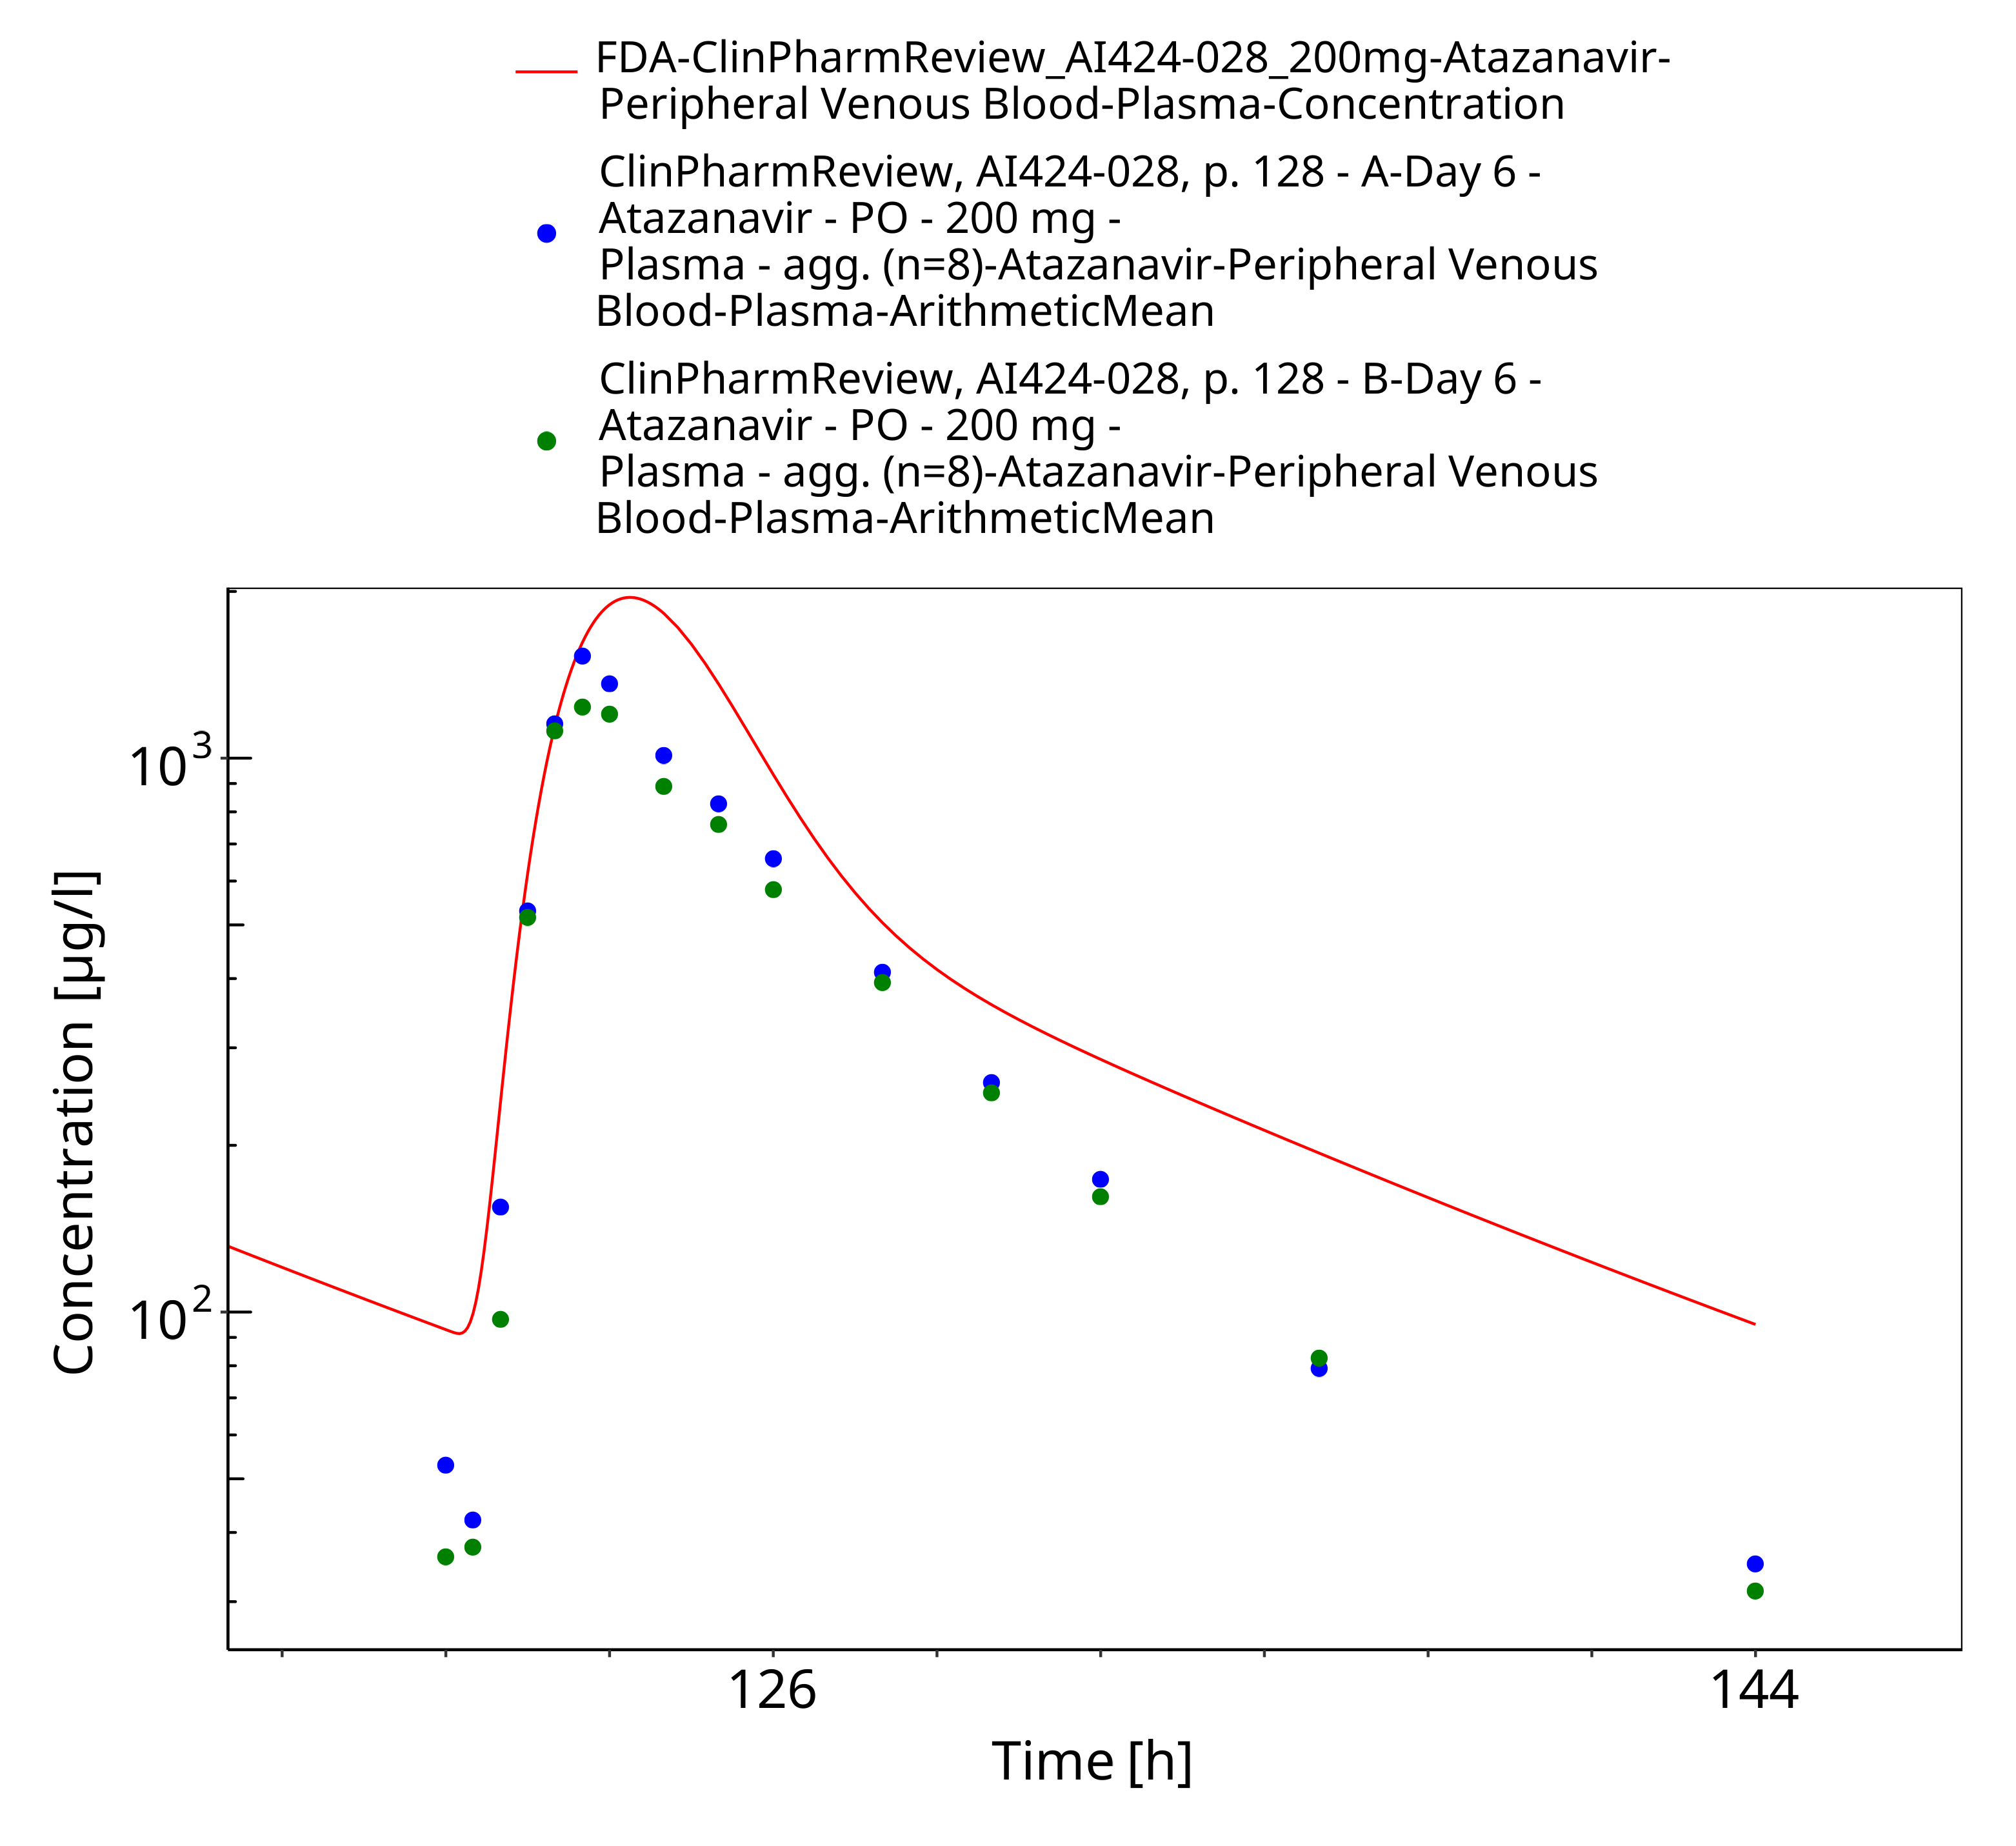 FDA-ClinPharmReview_AI424-028_200mg-Atazanavir-
Peripheral Venous Blood-Plasma-Concentration
ClinPharmReview, AI424-028, p. 128 - A-Day 6 -
Atazanavir - PO - 200 mg -
Plasma - agg. (n=8)-Atazanavir-Peripheral Venous
Blood-Plasma-ArithmeticMean
ClinPharmReview, AI424-028, p. 128 - B-Day 6 -
Atazanavir - PO - 200 mg -
Plasma - agg. (n=8)-Atazanavir-Peripheral Venous
Blood-Plasma-ArithmeticMean
10³
10²
Concentration [µg/l]
126
144
Time [h]